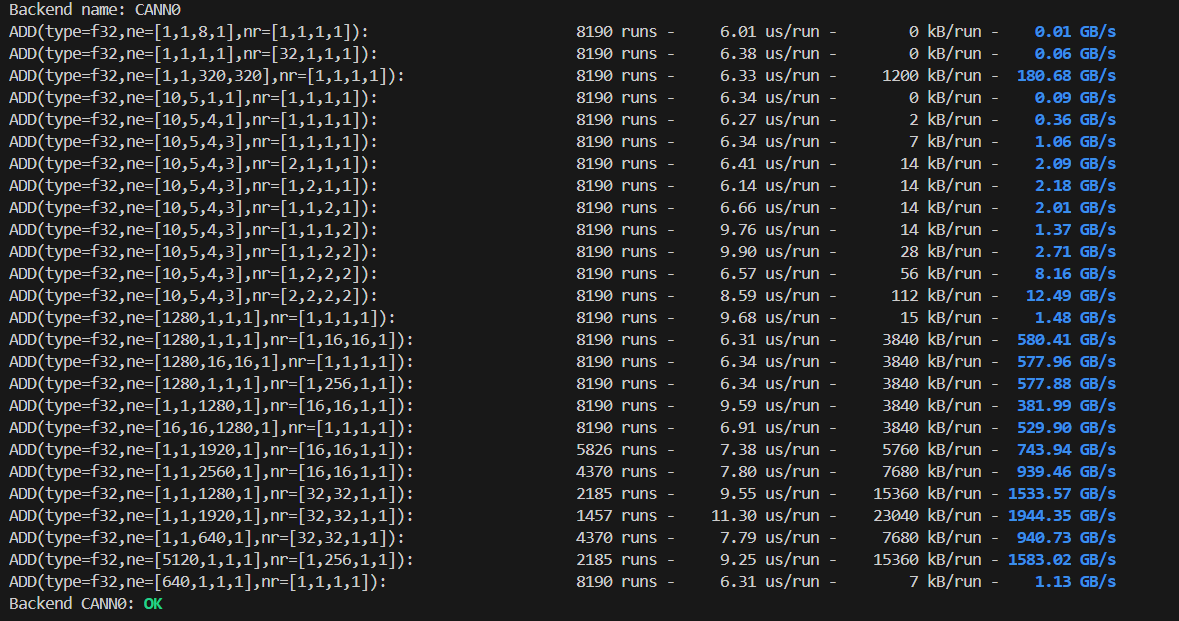 Backend name: CANN0
ADD(type=f32,ne=[1,1,8,1],nr=[1,1,1,1]): 8190 runs - 6.01 us/run - 0 kB/run - 0.01 GB/s
ADD(type=f32,ne=[1,1,1,1],nr=[32,1,1,1]): 8190 runs - 6.38 us/run - 0 kB/run - 0.06 GB/s
ADD(type=f32,ne=[1,1,320,320],nr=[1,1,1,1]): 8190 runs - 6.33 us/run - 1200 kB/run - 180.68 GB/s
ADD(type=f32,ne=[10,5,1,1],nr=[1,1,1,1]): 8190 runs - 6.34 us/run - 0 kB/run - 0.09 GB/s
ADD(type=f32,ne=[10,5,4,1],nr=[1,1,1,1]): 8190 runs - 6.27 us/run - 2 kB/run - 0.36 GB/s
ADD(type=f32,ne=[10,5,4,3],nr=[1,1,1,1]): 8190 runs - 6.34 us/run - 7 kB/run - 1.06 GB/s
ADD(type=f32,ne=[10,5,4,3],nr=[2,1,1,1]): 8190 runs - 6.41 us/run - 14 kB/run - 2.09 GB/s
ADD(type=f32,ne=[10,5,4,3],nr=[1,2,1,1]): 8190 runs - 6.14 us/run - 14 kB/run - 2.18 GB/s
ADD(type=f32,ne=[10,5,4,3],nr=[1,1,2,1]): 8190 runs - 6.66 us/run - 14 kB/run - 2.01 GB/s
ADD(type=f32,ne=[10,5,4,3],nr=[1,1,1,2]): 8190 runs - 9.76 us/run - 14 kB/run - 1.37 GB/s
ADD(type=f32,ne=[10,5,4,3],nr=[1,1,2,2]): 8190 runs - 9.90 us/run - 28 kB/run - 2.71 GB/s
ADD(type=f32,ne=[10,5,4,3],nr=[1,2,2,2]): 8190 runs - 6.57 us/run - 56 kB/run - 8.16 GB/s
ADD(type=f32,ne=[10,5,4,3],nr=[2,2,2,2]): 8190 runs - 8.59 us/run - 112 kB/run - 12.49 GB/s
ADD(type=f32,ne=[1280,1,1,1],nr=[1,1,1,1]): 8190 runs - 9.68 us/run - 15 kB/run - 1.48 GB/s
ADD(type=f32,ne=[1280,1,1,1],nr=[1,16,16,1]): 8190 runs - 6.31 us/run - 3840 kB/run - 580.41 GB/s
ADD(type=f32,ne=[1280,16,16,1],nr=[1,1,1,1]): 8190 runs - 6.34 us/run - 3840 kB/run - 577.96 GB/s
ADD(type=f32,ne=[1280,1,1,1],nr=[1,256,1,1]): 8190 runs - 6.34 us/run - 3840 kB/run - 577.88 GB/s
ADD(type=f32,ne=[1,1,1280,1],nr=[16,16,1,1]): 8190 runs - 9.59 us/run - 3840 kB/run - 381.99 GB/s
ADD(type=f32,ne=[16,16,1280,1],nr=[1,1,1,1]): 8190 runs - 6.91 us/run - 3840 kB/run - 529.90 GB/s
ADD(type=f32,ne=[1,1,1920,1],nr=[16,16,1,1]): 5826 runs - 7.38 us/run - 5760 kB/run - 743.94 GB/s
ADD(type=f32,ne=[1,1,2560,1],nr=[16,16,1,1]): 4370 runs - 7.80 us/run - 7680 kB/run - 939.46 GB/s
ADD(type=f32,ne=[1,1,1280,1],nr=[32,32,1,1]): 2185 runs - 9.55 us/run - 15360 kB/run - 1533.57 GB/s
ADD(type=f32,ne=[1,1,1920,1],nr=[32,32,1,1]): 1457 runs - 11.30 us/run - 23040 kB/run - 1944.35 GB/s
ADD(type=f32,ne=[1,1,640,1],nr=[32,32,1,1]): 4370 runs - 7.79 us/run - 7680 kB/run - 940.73 GB/s
ADD(type=f32,ne=[5120,1,1,1],nr=[1,256,1,1]): 2185 runs - 9.25 us/run - 15360 kB/run - 1583.02 GB/s
ADD(type=f32,ne=[640,1,1,1],nr=[1,1,1,1]): 8190 runs - 6.31 us/run - 7 kB/run - 1.13 GB/s
Backend CANN0: OK